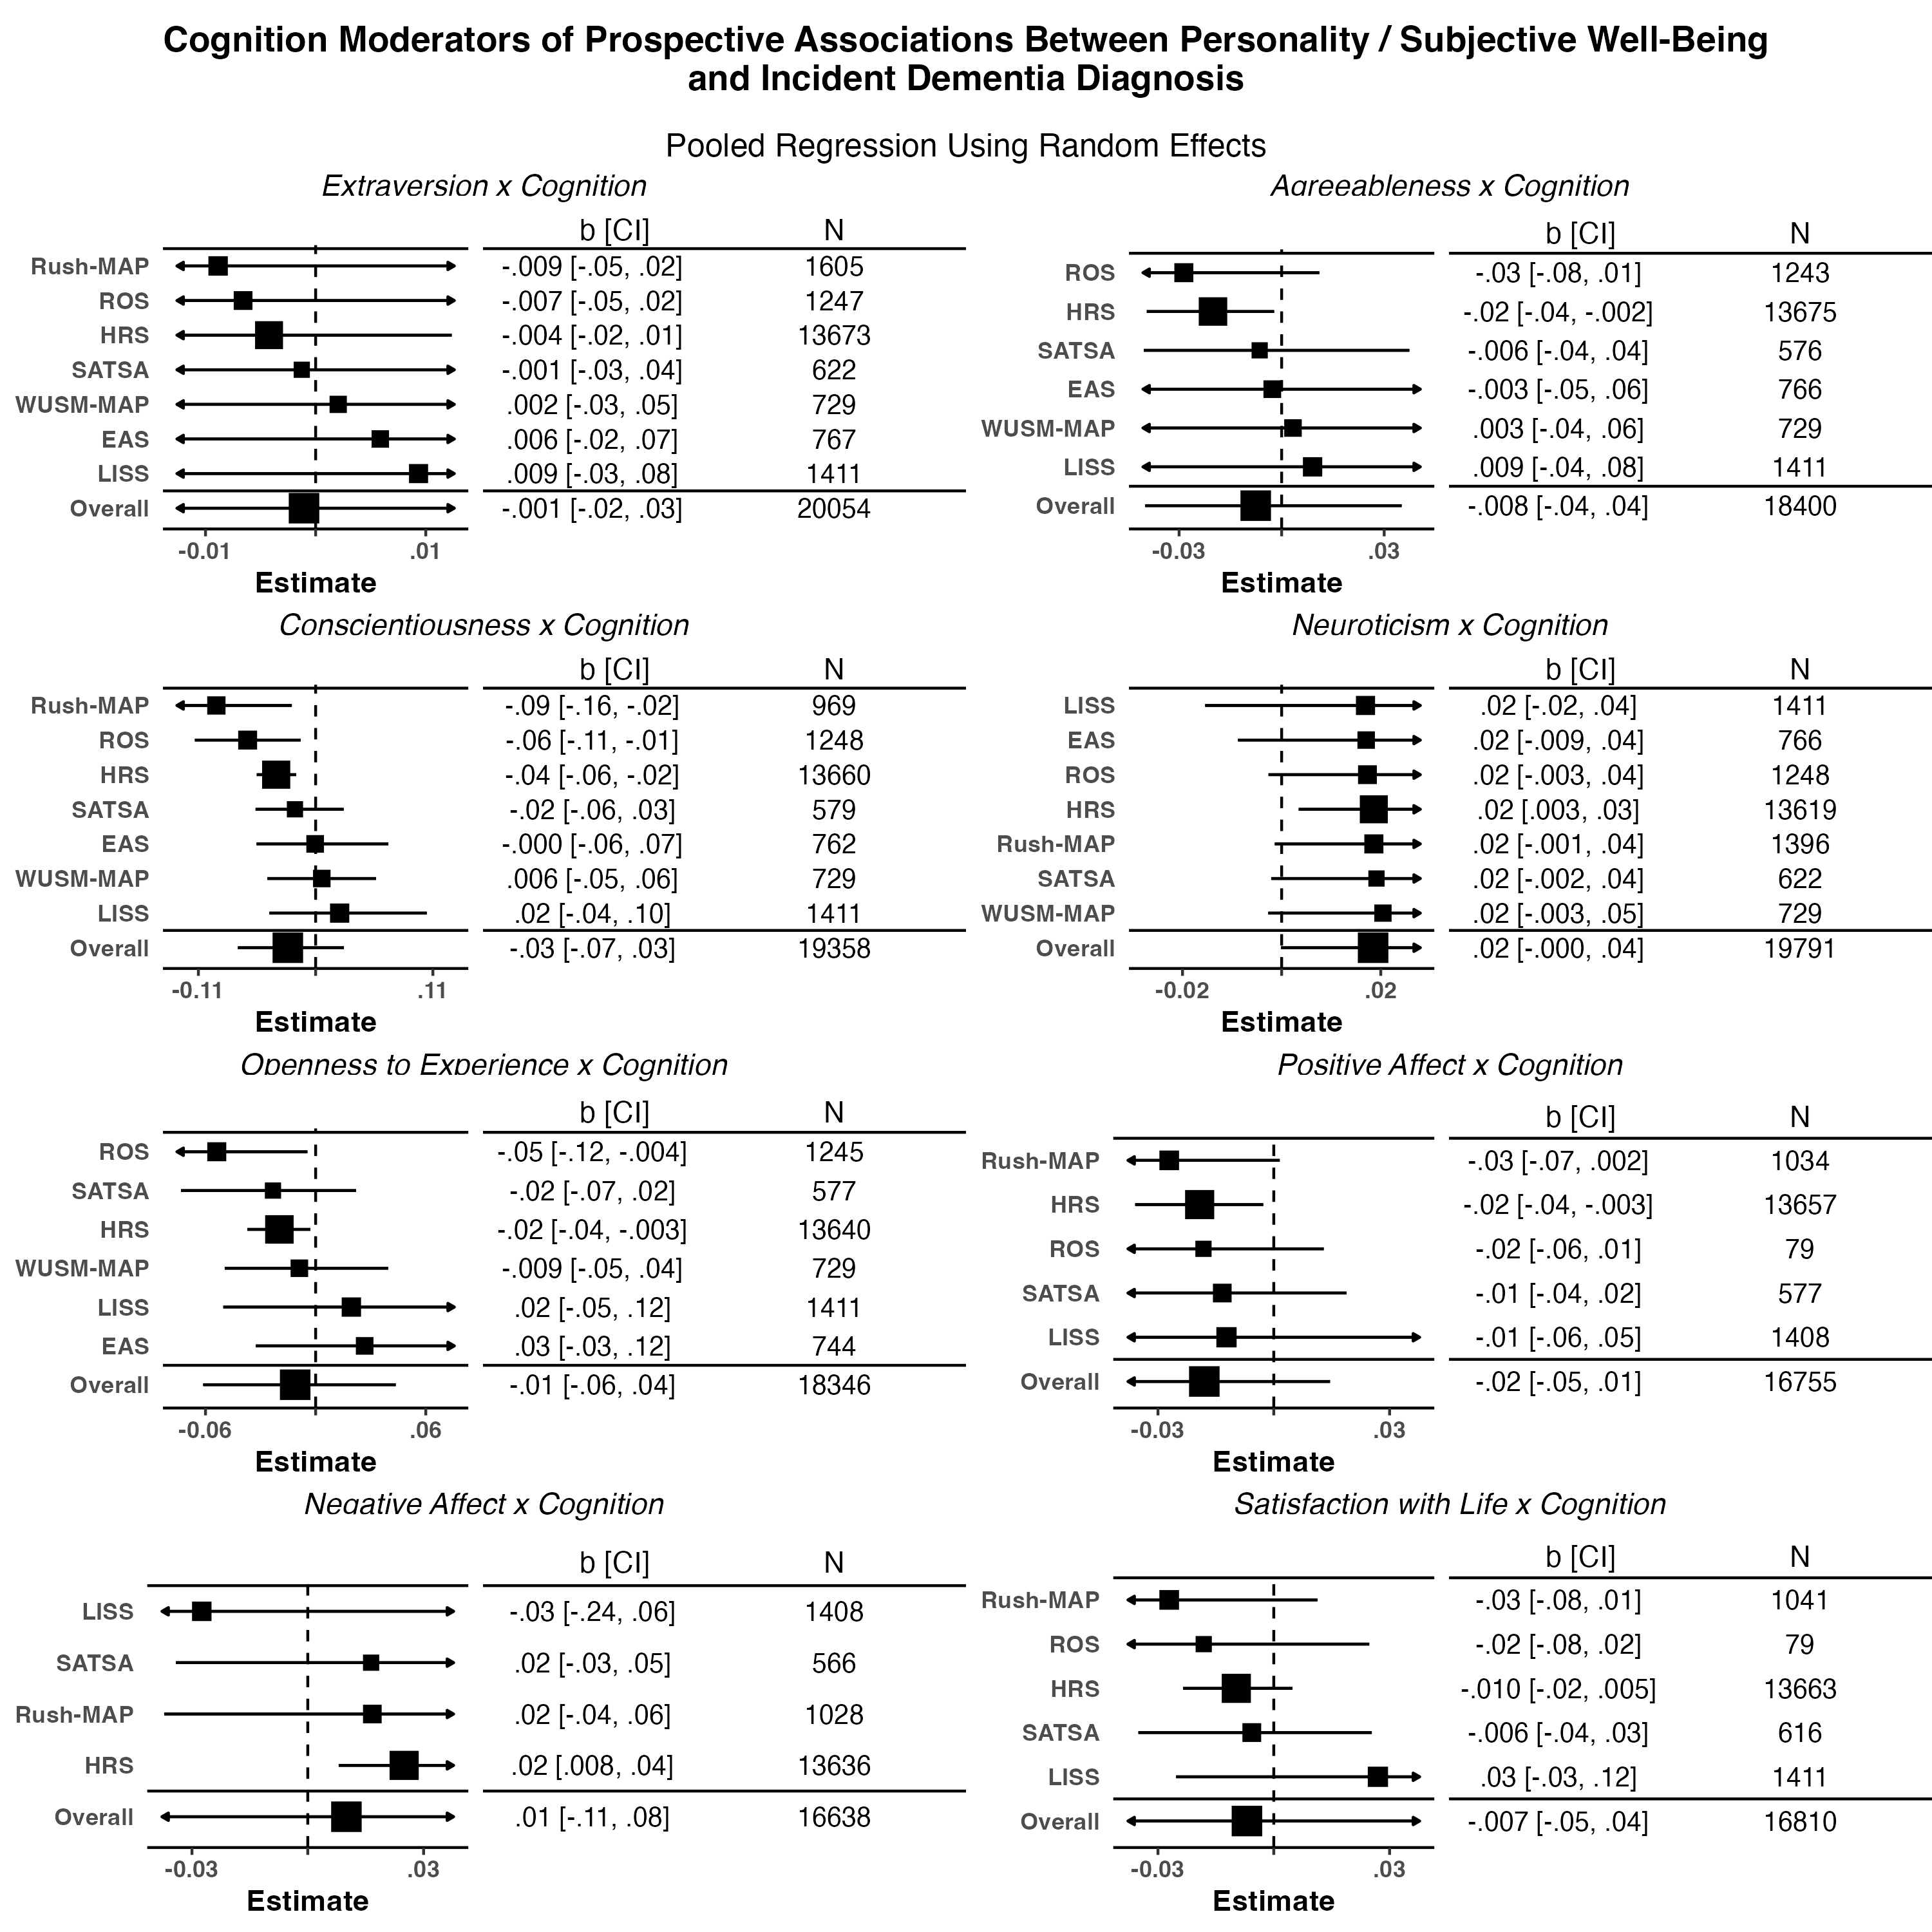 Cognition Moderators of Prospective Associations Between Personality / Subjective Well-Being
and Incident Dementia Diagnosis
Pooled Regression Using Random Effects
Extraversion x Cognition
b [CI] N
Rush-MAP -.009 [-.05, .02] 1605
ROS -.007 [-.05, .02] 1247
HRS -.004 [-.02, .01] 13673
SATSA -.001 [-.03, .04] 622
WUSM-MAP .002 [-.03, .05] 729
EAS .006 [-.02, .07] 767
LISS .009 [-.03, .08] 1411
Overall -.001 [-.02, .03] 20054
-0.01 .01
Estimate
Agreeableness x Cognition
b [CI] N
ROS -.03 [-.08, .01] 1243
HRS -.02 [-.04, -.002] 13675
SATSA -.006 [-.04, .04] 576
EAS -.003 [-.05, .06] 766
WUSM-MAP .003 [-.04, .06] 729
LISS .009 [-.04, .08] 1411
Overall -.008 [-.04, .04] 18400
-0.03 .03
Estimate
Conscientiousness x Cognition
b [CI] N
Rush-MAP -.09 [-.16, -.02] 969
ROS -.06 [-.11, -.01] 1248
HRS -.04 [-.06, -.02] 13660
SATSA -.02 [-.06, .03] 579
EAS -.000 [-.06, .07] 762
WUSM-MAP .006 [-.05, .06] 729
LISS .02 [-.04, .10] 1411
Overall -.03 [-.07, .03] 19358
-0.11 .11
Estimate
Neuroticism x Cognition
b [CI] N
LISS .02 [-.02, .04] 1411
EAS .02 [-.009, .04] 766
ROS .02 [-.003, .04] 1248
HRS .02 [.003, .03] 13619
Rush-MAP .02 [-.001, .04] 1396
SATSA .02 [-.002, .04] 622
WUSM-MAP .02 [-.003, .05] 729
Overall .02 [-.000, .04] 19791
-0.02 .02
Estimate
Openness to Experience x Cognition
b [CI] N
ROS -.05 [-.12, -.004] 1245
SATSA -.02 [-.07, .02] 577
HRS -.02 [-.04, -.003] 13640
WUSM-MAP -.009 [-.05, .04] 729
LISS .02 [-.05, .12] 1411
EAS .03 [-.03, .12] 744
Overall -.01 [-.06, .04] 18346
-0.06 .06
Estimate
Positive Affect x Cognition
b [CI] N
Rush-MAP -.03 [-.07, .002] 1034
HRS -.02 [-.04, -.003] 13657
ROS -.02 [-.06, .01] 79
SATSA -.01 [-.04, .02] 577
LISS -.01 [-.06, .05] 1408
Overall -.02 [-.05, .01] 16755
-0.03 .03
Estimate
Negative Affect x Cognition
b [CI] N
LISS -.03 [-.24, .06] 1408
SATSA .02 [-.03, .05] 566
Rush-MAP .02 [-.04, .06] 1028
HRS .02 [.008, .04] 13636
Overall .01 [-.11, .08] 16638
-0.03 .03
Estimate
Satisfaction with Life x Cognition
b [CI] N
Rush-MAP -.03 [-.08, .01] 1041
ROS -.02 [-.08, .02] 79
HRS -.010 [-.02, .005] 13663
SATSA -.006 [-.04, .03] 616
LISS .03 [-.03, .12] 1411
Overall -.007 [-.05, .04] 16810
-0.03 .03
Estimate